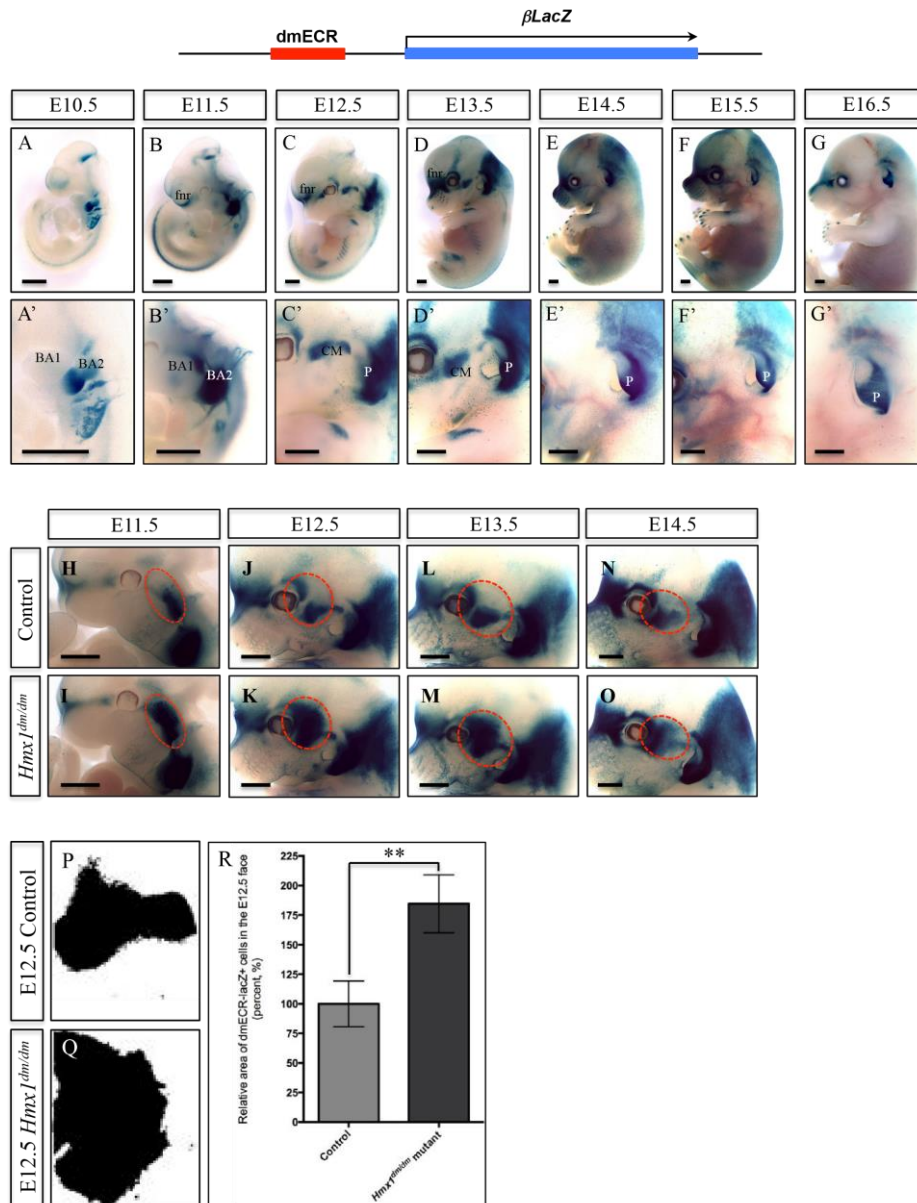 βLacZ
dmECR
E10.5 E11.5 E12.5 E13.5 E14.5 E15.5 E16.5
A B C D E F G
fnr fnr fnr
A' B' C' D' E' F' G'
BA1 BA2 BA1 BA2 CM P CM P P P P
E11.5 E12.5 E13.5 E14.5
Control
H J L N
Hmx1dm/dm
I K M O
E12.5 Control
P
E12.5 Hmx1dm/dm
Q
R
**
Relative area of dmECR-lacZ+ cells in the E12.5 face
(percent, %)
225
200
175
150
125
100
75
50
25
0
Control
Hmx1dm/dm mutant